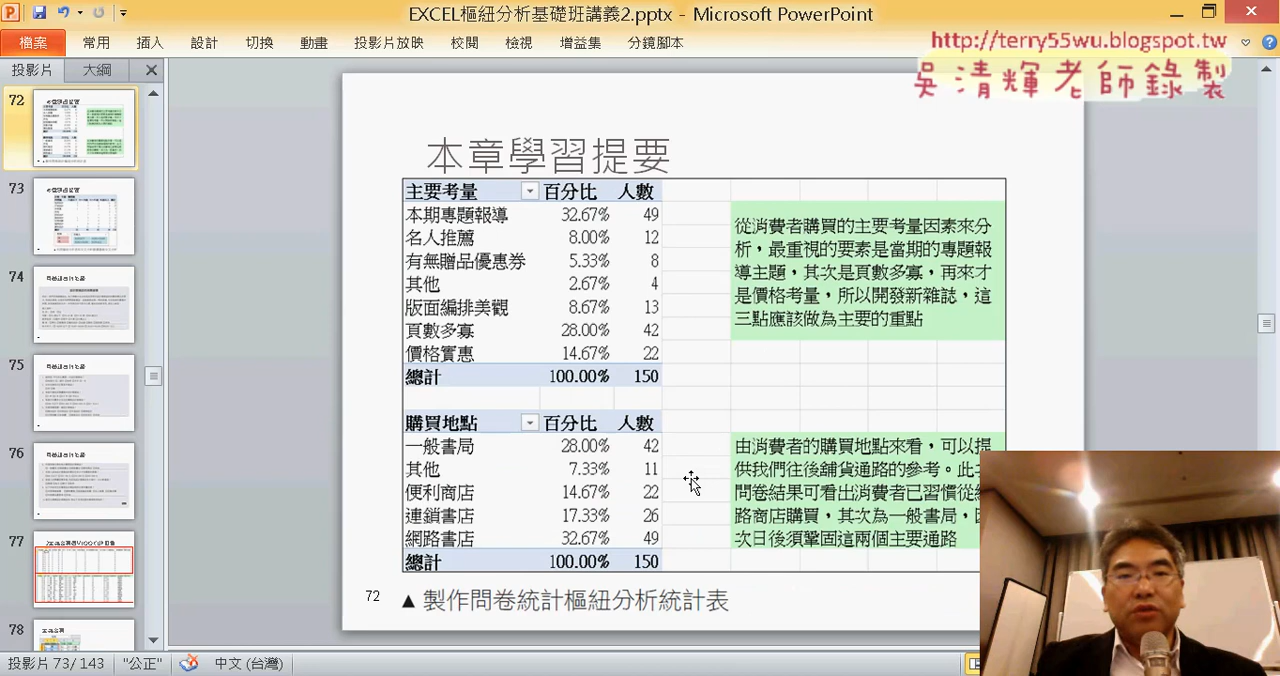 EXCEL樞紐分析基礎班講義2.pptx - Microsoft PowerPoint
檔案 常用 插入 設計 切換 動畫 投影片放映 校閱 檢視 增益集 分鏡腳本
http://terry55wu.blogspot.tw
吳清輝老師錄製
投影片 大綱
72
73
74
75
76
77
78
本章學習提要
主要考量 百分比 人數
本期專題報導 32.67% 49
名人推薦 8.00% 12
有無贈品優惠券 5.33% 8
其他 2.67% 4
版面編排美觀 8.67% 13
頁數多寡 28.00% 42
價格實惠 14.67% 22
總計 100.00% 150
從消費者購買的主要考量因素來分
析，最重視的要素是當期的專題報
導主題，其次是頁數多寡，再來才
是價格考量，所以開發新雜誌，這
三點應該做為主要的重點
購買地點 百分比 人數
一般書局 28.00% 42
其他 7.33% 11
便利商店 14.67% 22
連鎖書店 17.33% 26
網路書店 32.67% 49
總計 100.00% 150
由消費者的購買地點來看，可以提
供我們往後鋪貨通路的參考。此
問卷結果可看出消費者已習慣從
路商店購買，其次為一般書局，
次日後須鞏固這兩個主要通路
72 ▲ 製作問卷統計樞紐分析統計表
投影片 73/ 143 "公正" 中文 (台灣)